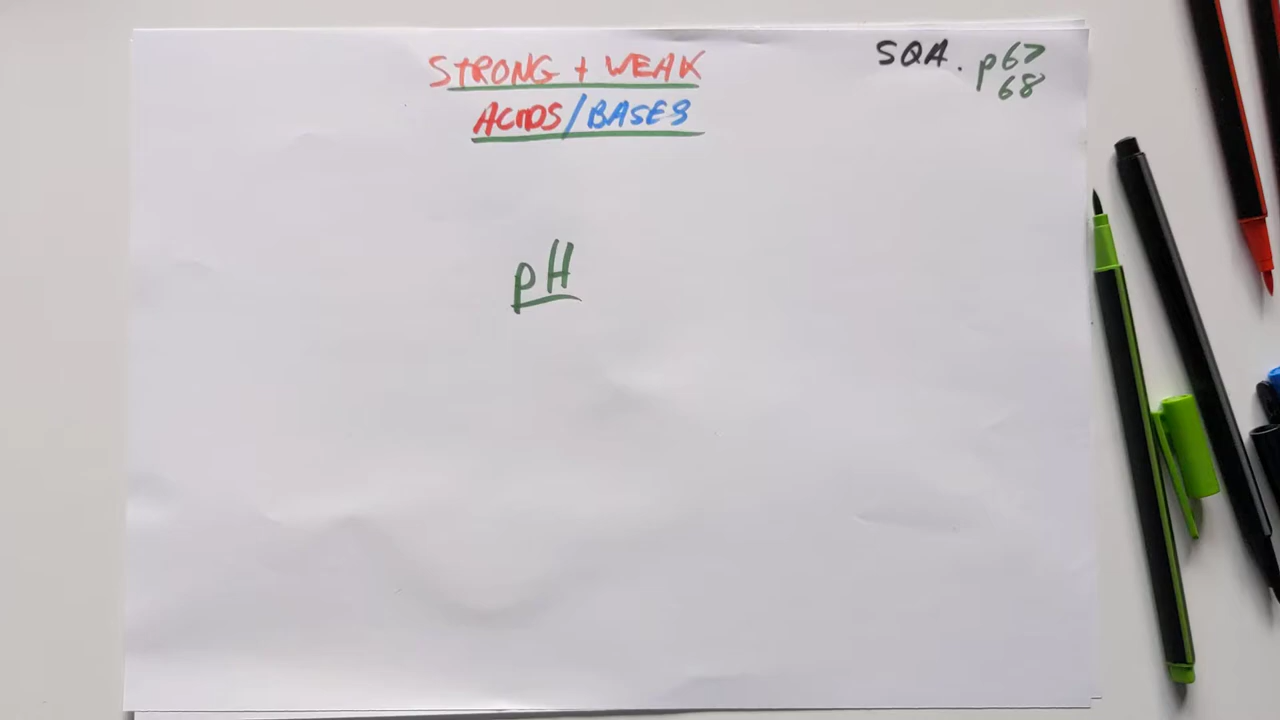 STRONG + WEAK
ACIDS/BASES
SQA. p67
68
pH